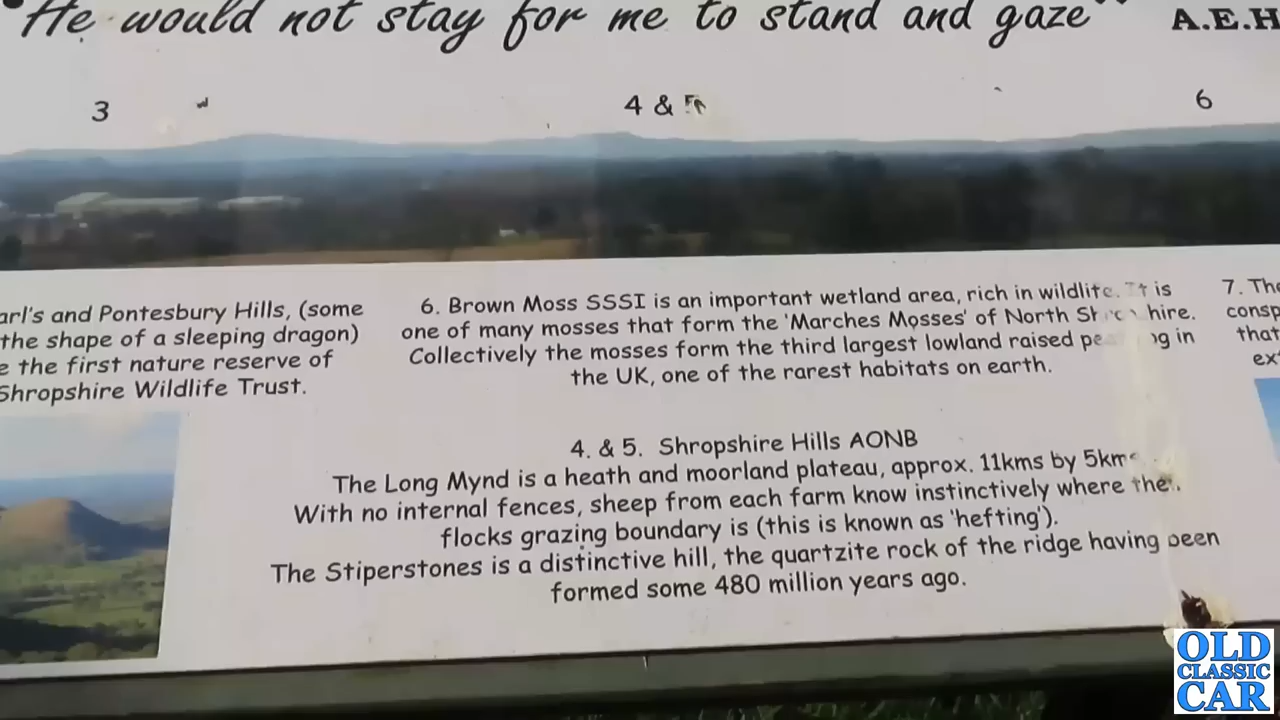 "He would not stay for me to stand and gaze" A.E.H
3
4 & 5
6
arl's and Pontesbury Hills, (some
the shape of a sleeping dragon)
e the first nature reserve of
Shropshire Wildlife Trust.
6. Brown Moss SSSI is an important wetland area, rich in wildlife. It is
one of many mosses that form the 'Marches Mosses' of North Shropshire.
Collectively the mosses form the third largest lowland raised in
the UK, one of the rarest habitats on earth.
4. & 5. Shropshire Hills AONB
The Long Mynd is a heath and moorland plateau, approx. 11kms by 5kms
With no internal fences, sheep from each farm know instinctively where
flocks grazing boundary is (this is known as 'hefting').
The Stiperstones is a distinctive hill, the quartzite rock of the ridge having been
formed some 480 million years ago.
7. The
consp
that
ex
OLD
CLASSIC
CAR